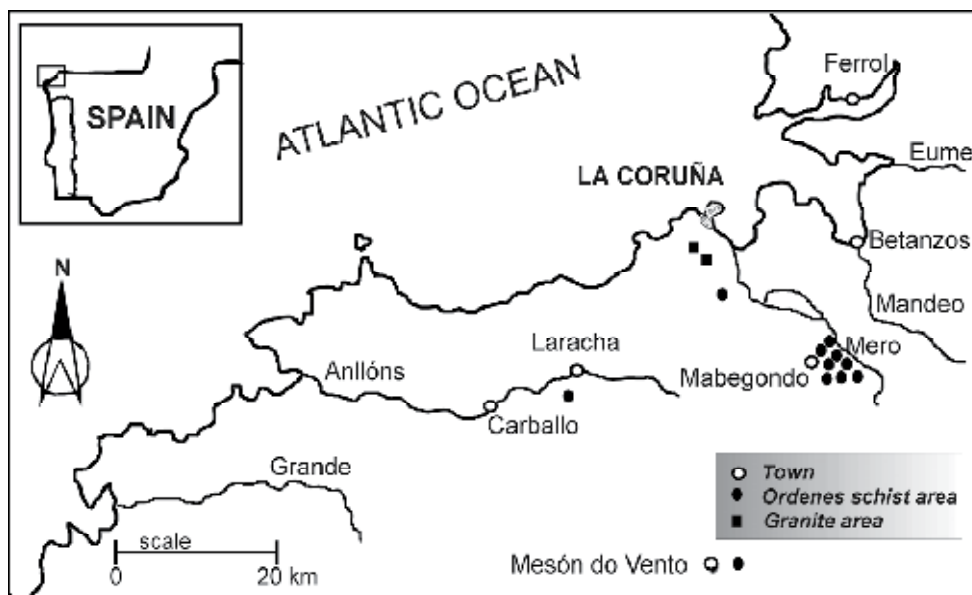 Ferrol
ATLANTIC OCEAN
SPAIN
Eume
LA CORUÑA
Betanzos
N
Mandeo
Laracha
Mero
Anllóns
Mabegondo
Carballo
Grande
Town
Ordenes schist area
Granite area
scale
0 20 km
Mesón do Vento